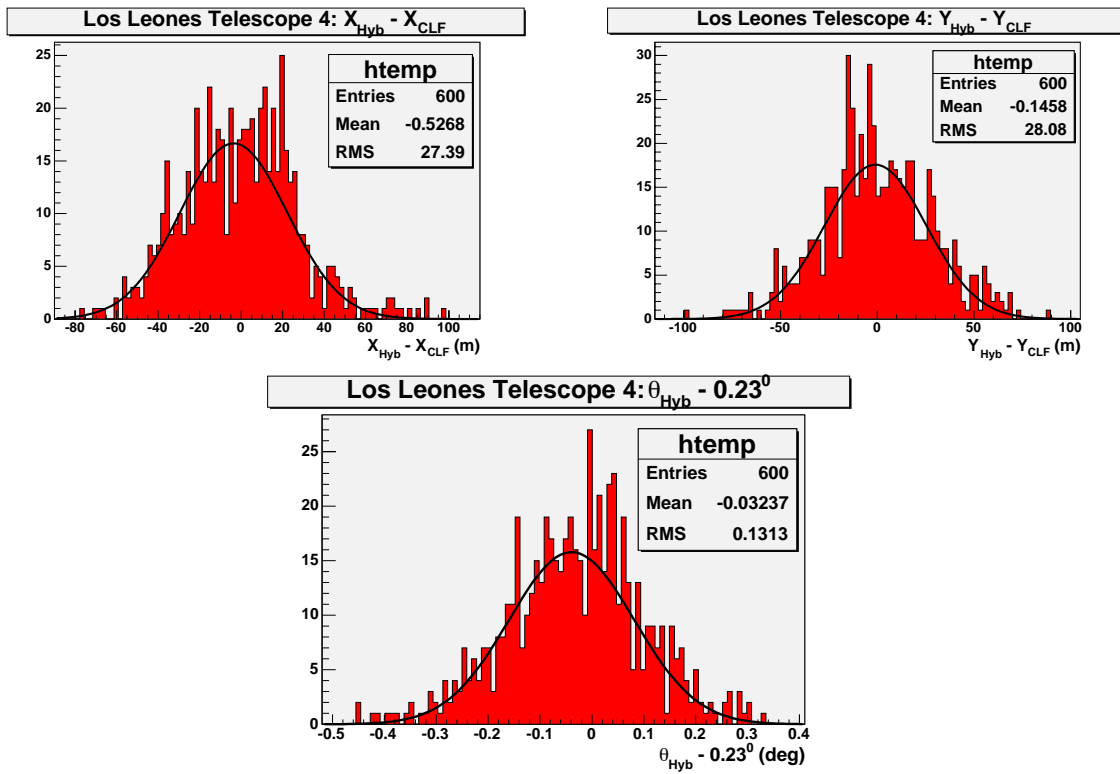 Los Leones Telescope 4: X_Hyb - X_CLF
htemp
Entries 600
Mean -0.5268
RMS 27.39
25
20
15
10
5
0
-80 -60 -40 -20 0 20 40 60 80 100
X_Hyb - X_CLF (m)
Los Leones Telescope 4: Y_Hyb - Y_CLF
htemp
Entries 600
Mean -0.1458
RMS 28.08
30
25
20
15
10
5
0
-100 -50 0 50 100
Y_Hyb - Y_CLF (m)
Los Leones Telescope 4: θ_Hyb - 0.23⁰
htemp
Entries 600
Mean -0.03237
RMS 0.1313
25
20
15
10
5
0
-0.5 -0.4 -0.3 -0.2 -0.1 0 0.1 0.2 0.3 0.4
θ_Hyb - 0.23⁰ (deg)